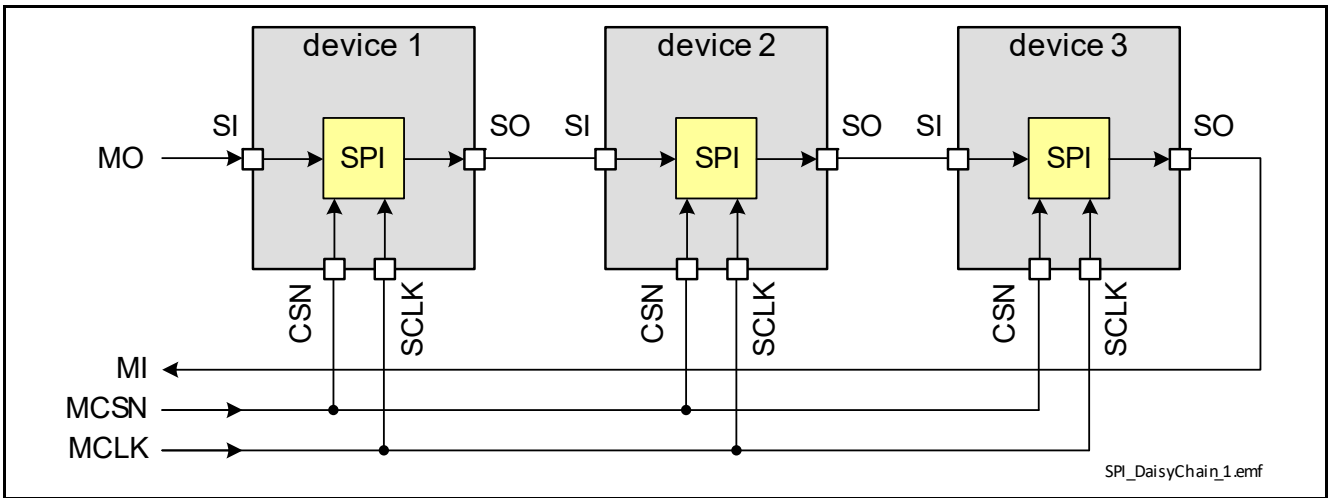 device 1
device 2
device 3
SI
SO
SI
SO
SI
SO
MO
SPI
SPI
SPI
CSN
SCLK
CSN
SCLK
CSN
SCLK
MI
MCSN
MCLK
SPI_DaisyChain_1.emf